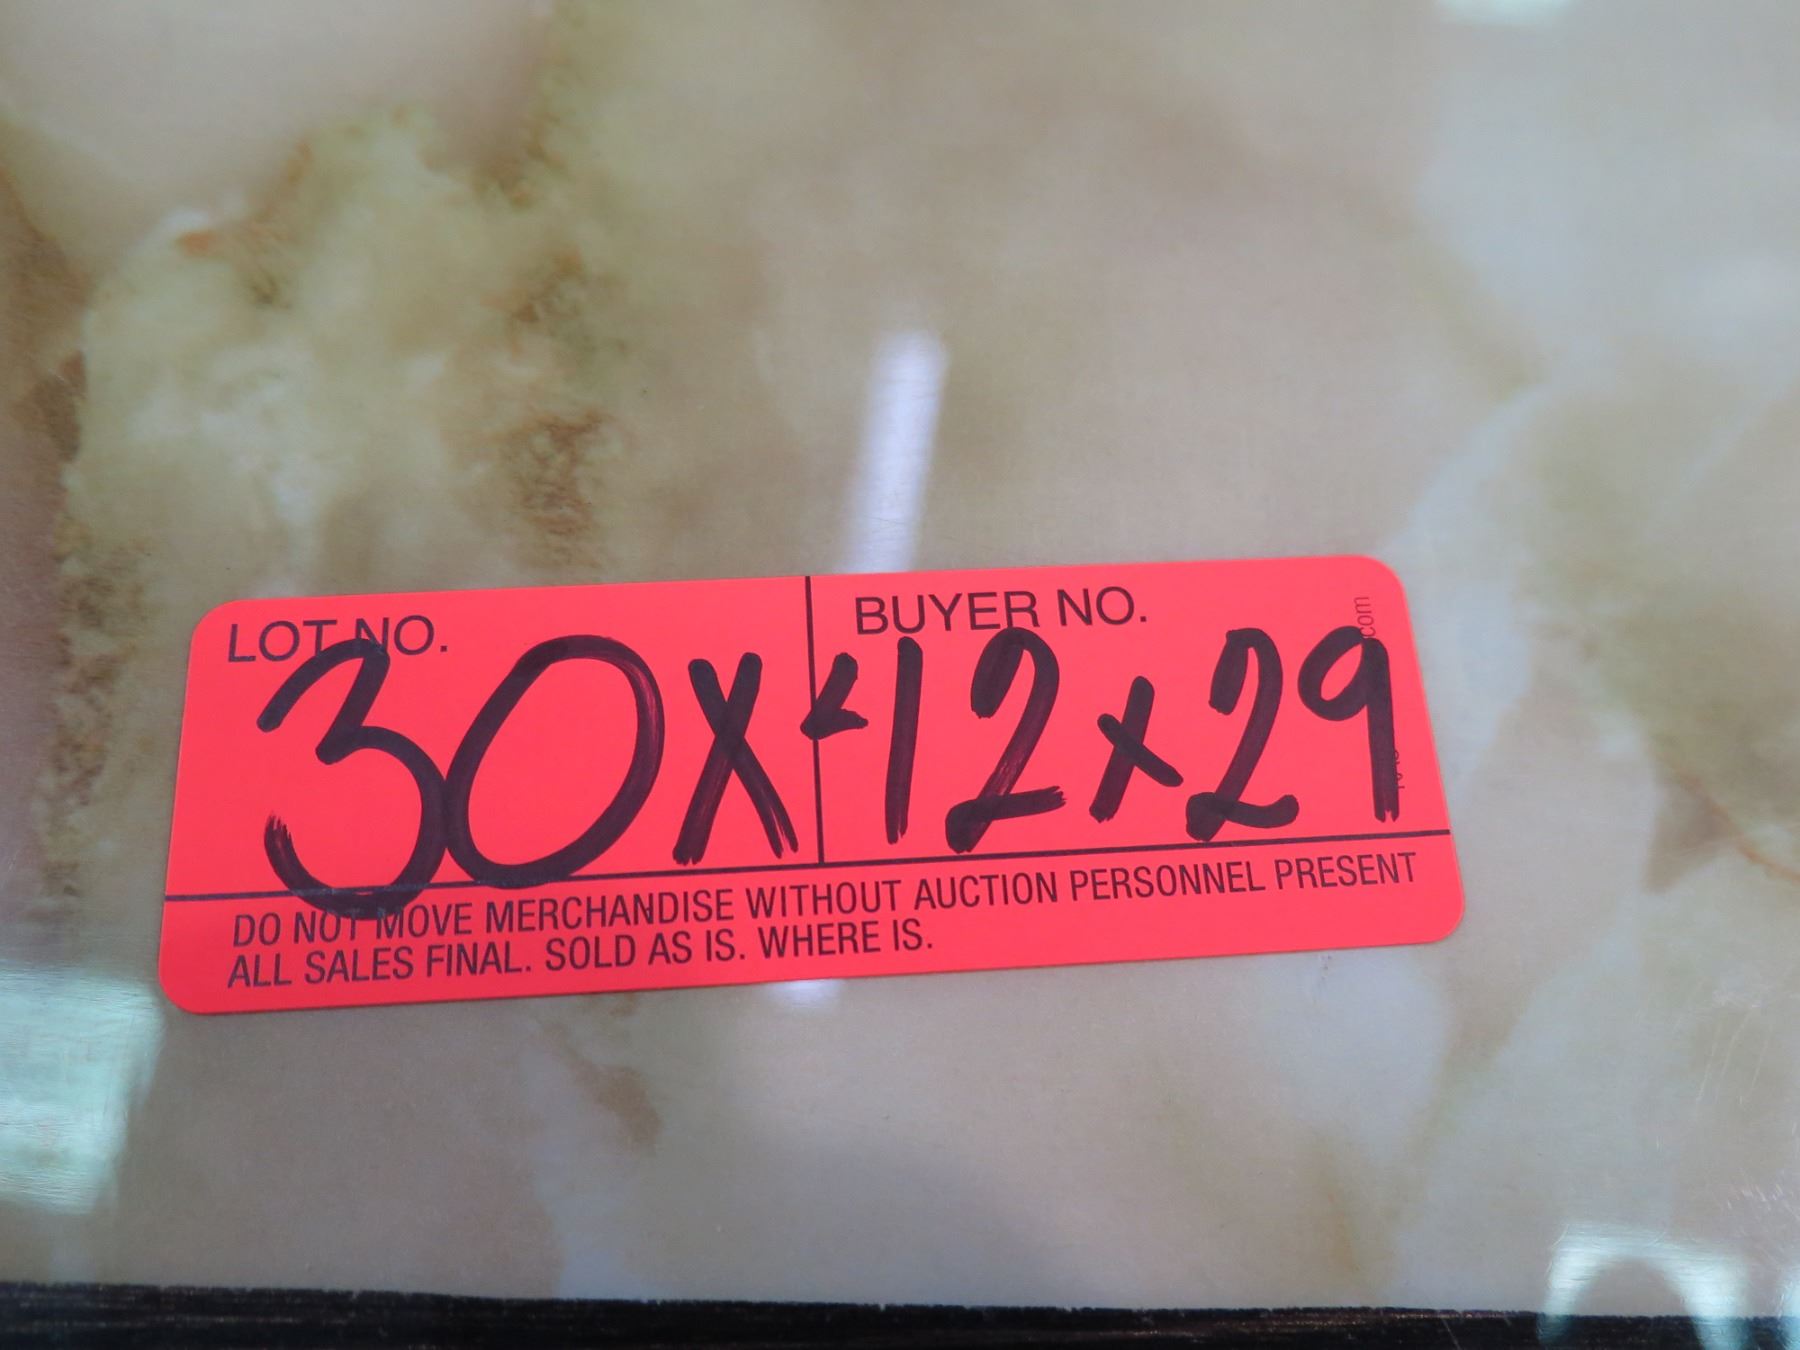 LOT NO. BUYER NO.
30X12x29
DO NOT MOVE MERCHANDISE WITHOUT AUCTION PERSONNEL PRESENT
ALL SALES FINAL. SOLD AS IS. WHERE IS.
com